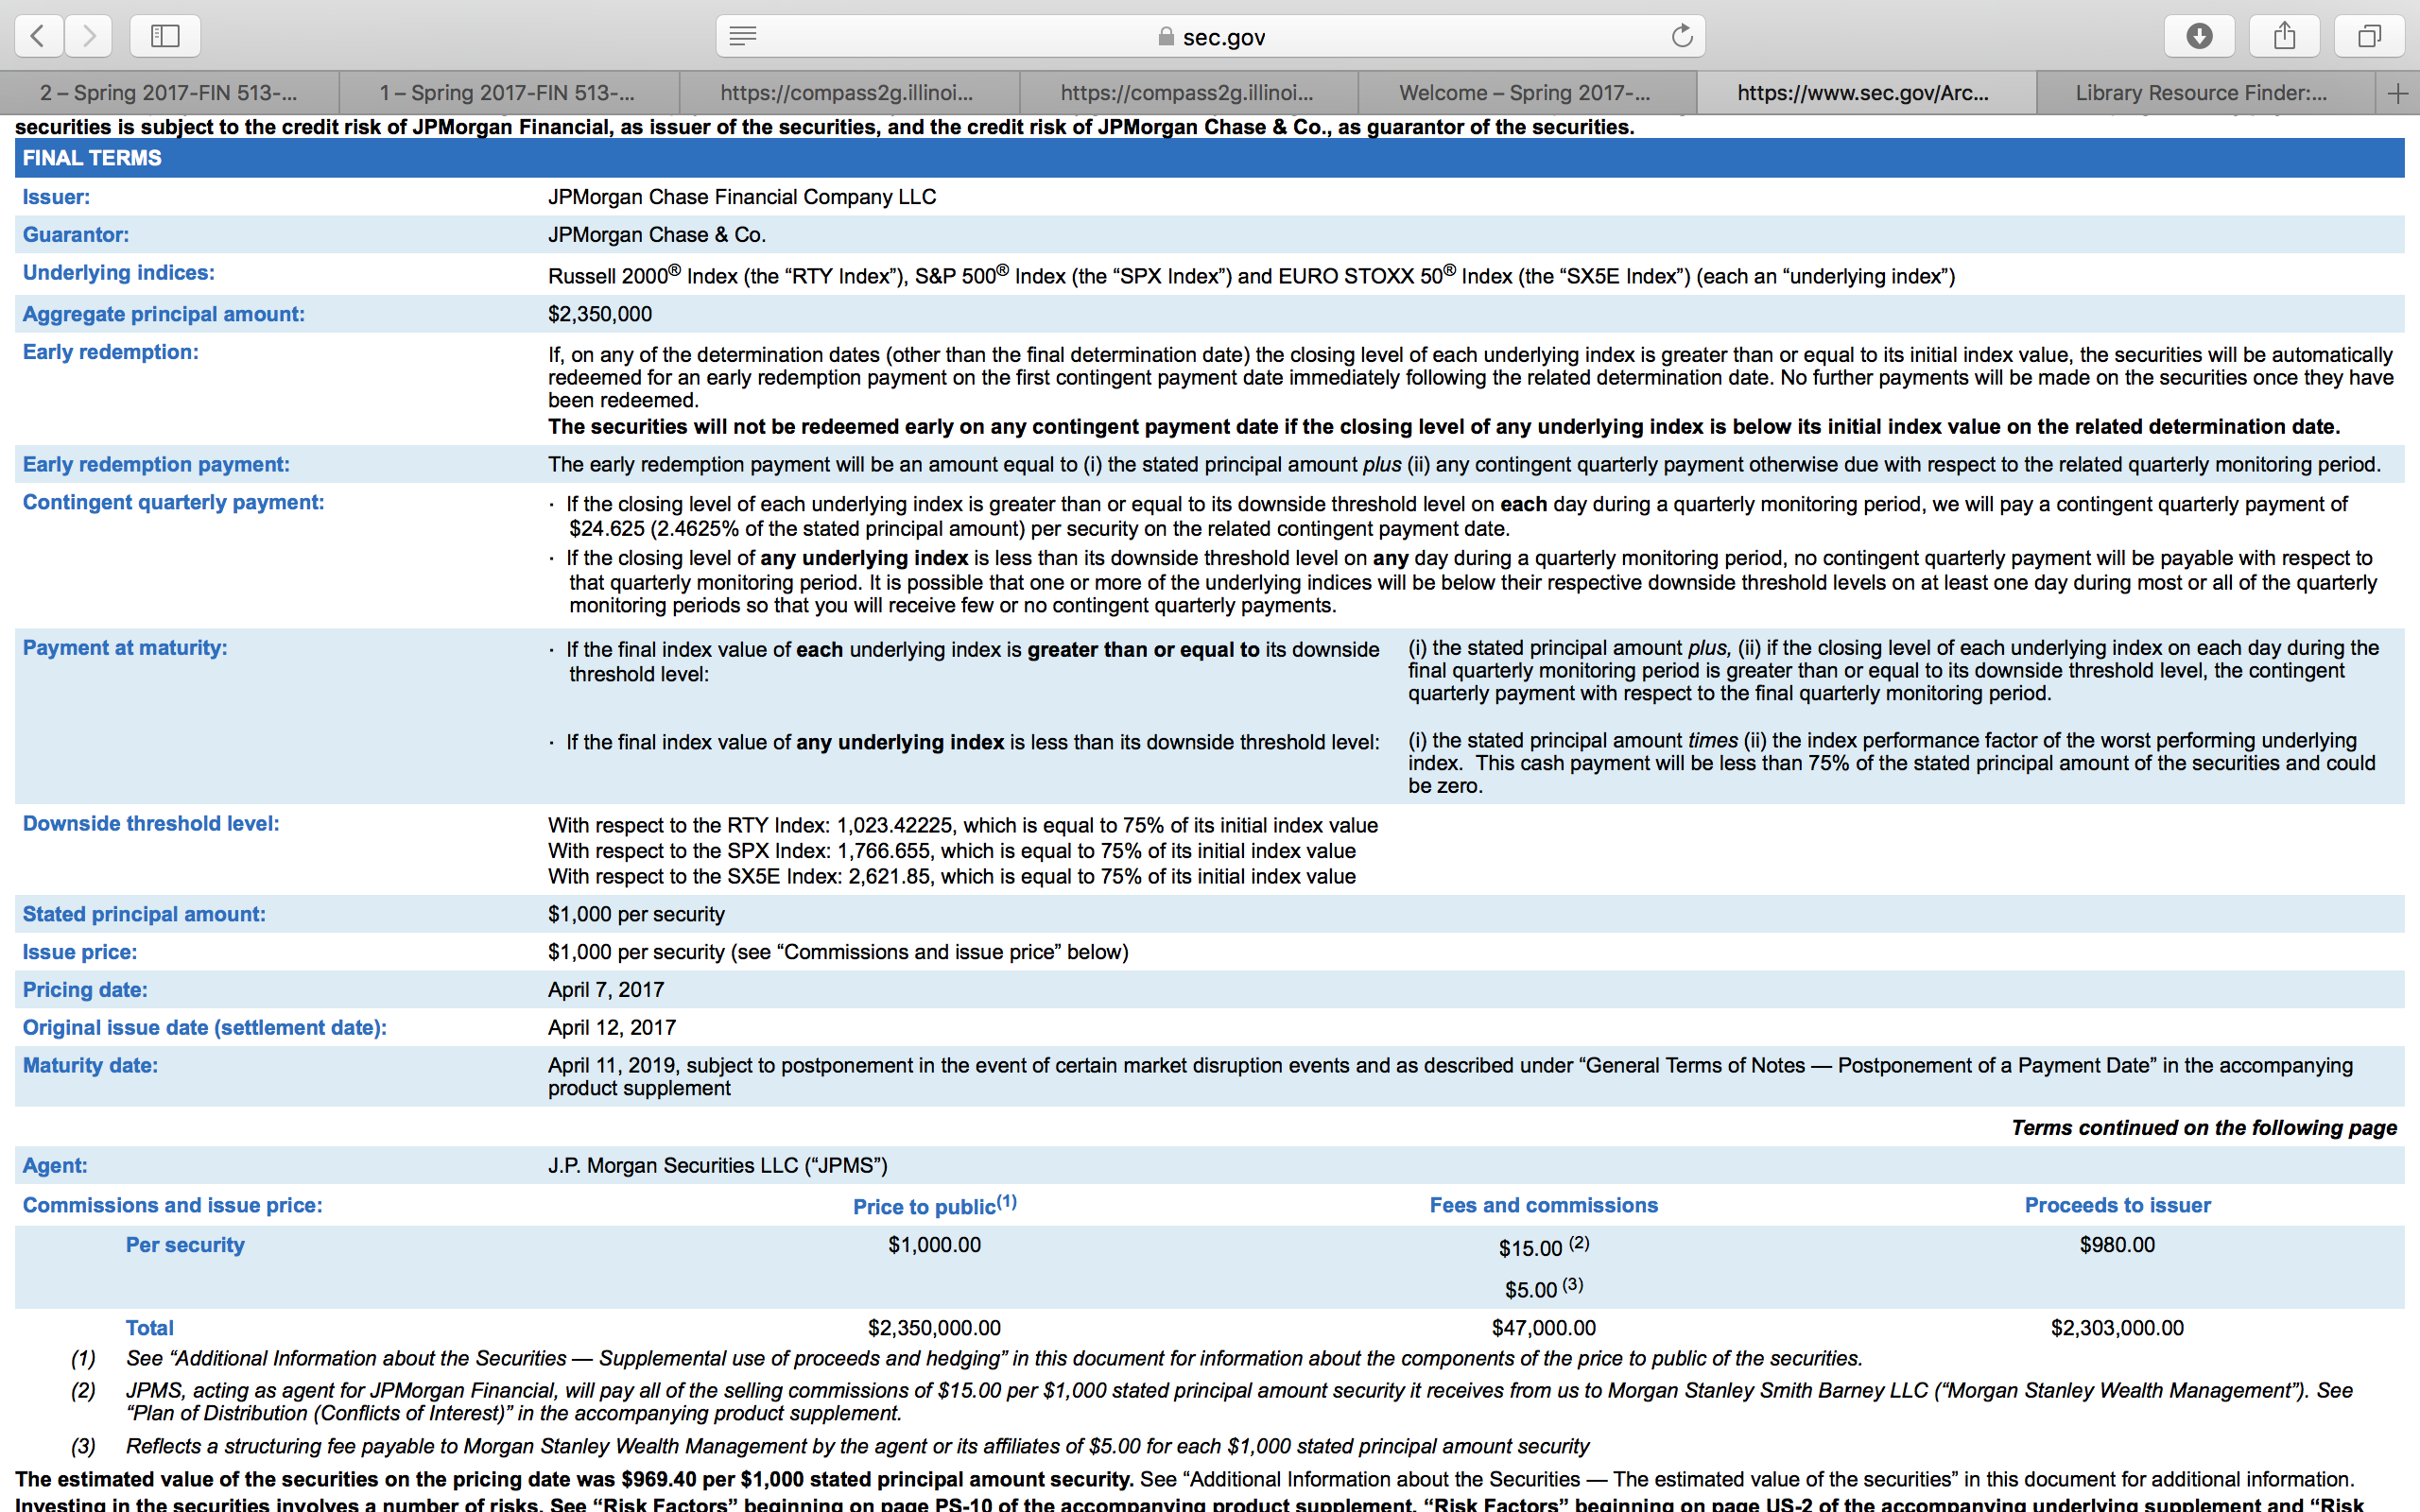 sec.gov
2 – Spring 2017-FIN 513-...
1 – Spring 2017-FIN 513-...
https://compass2g.illinoi...
https://compass2g.illinoi...
Welcome – Spring 2017-...
https://www.sec.gov/Arc...
Library Resource Finder:...
securities is subject to the credit risk of JPMorgan Financial, as issuer of the securities, and the credit risk of JPMorgan Chase & Co., as guarantor of the securities.
FINAL TERMS
Issuer: JPMorgan Chase Financial Company LLC
Guarantor: JPMorgan Chase & Co.
Underlying indices: Russell 2000® Index (the “RTY Index”), S&P 500® Index (the “SPX Index”) and EURO STOXX 50® Index (the “SX5E Index”) (each an “underlying index”)
Aggregate principal amount: $2,350,000
Early redemption: If, on any of the determination dates (other than the final determination date) the closing level of each underlying index is greater than or equal to its initial index value, the securities will be automatically
redeemed for an early redemption payment on the first contingent payment date immediately following the related determination date. No further payments will be made on the securities once they have
been redeemed.
The securities will not be redeemed early on any contingent payment date if the closing level of any underlying index is below its initial index value on the related determination date.
Early redemption payment: The early redemption payment will be an amount equal to (i) the stated principal amount plus (ii) any contingent quarterly payment otherwise due with respect to the related quarterly monitoring period.
Contingent quarterly payment: · If the closing level of each underlying index is greater than or equal to its downside threshold level on each day during a quarterly monitoring period, we will pay a contingent quarterly payment of
$24.625 (2.4625% of the stated principal amount) per security on the related contingent payment date.
· If the closing level of any underlying index is less than its downside threshold level on any day during a quarterly monitoring period, no contingent quarterly payment will be payable with respect to
that quarterly monitoring period. It is possible that one or more of the underlying indices will be below their respective downside threshold levels on at least one day during most or all of the quarterly
monitoring periods so that you will receive few or no contingent quarterly payments.
Payment at maturity: · If the final index value of each underlying index is greater than or equal to its downside
threshold level:
(i) the stated principal amount plus, (ii) if the closing level of each underlying index on each day during the
final quarterly monitoring period is greater than or equal to its downside threshold level, the contingent
quarterly payment with respect to the final quarterly monitoring period.
· If the final index value of any underlying index is less than its downside threshold level:
(i) the stated principal amount times (ii) the index performance factor of the worst performing underlying
index. This cash payment will be less than 75% of the stated principal amount of the securities and could
be zero.
Downside threshold level: With respect to the RTY Index: 1,023.42225, which is equal to 75% of its initial index value
With respect to the SPX Index: 1,766.655, which is equal to 75% of its initial index value
With respect to the SX5E Index: 2,621.85, which is equal to 75% of its initial index value
Stated principal amount: $1,000 per security
Issue price: $1,000 per security (see “Commissions and issue price” below)
Pricing date: April 7, 2017
Original issue date (settlement date): April 12, 2017
Maturity date: April 11, 2019, subject to postponement in the event of certain market disruption events and as described under “General Terms of Notes — Postponement of a Payment Date” in the accompanying
product supplement
Terms continued on the following page
Agent: J.P. Morgan Securities LLC (“JPMS”)
Commissions and issue price: Price to public(1) Fees and commissions Proceeds to issuer
Per security $1,000.00 $15.00 (2) $980.00
$5.00 (3)
Total $2,350,000.00 $47,000.00 $2,303,000.00
(1) See “Additional Information about the Securities — Supplemental use of proceeds and hedging” in this document for information about the components of the price to public of the securities.
(2) JPMS, acting as agent for JPMorgan Financial, will pay all of the selling commissions of $15.00 per $1,000 stated principal amount security it receives from us to Morgan Stanley Smith Barney LLC (“Morgan Stanley Wealth Management”). See
“Plan of Distribution (Conflicts of Interest)” in the accompanying product supplement.
(3) Reflects a structuring fee payable to Morgan Stanley Wealth Management by the agent or its affiliates of $5.00 for each $1,000 stated principal amount security
The estimated value of the securities on the pricing date was $969.40 per $1,000 stated principal amount security. See “Additional Information about the Securities — The estimated value of the securities” in this document for additional information.
Investing in the securities involves a number of risks. See “Risk Factors” beginning on page PS-10 of the accompanying product supplement, “Risk Factors” beginning on page US-2 of the accompanying underlying supplement and “Risk